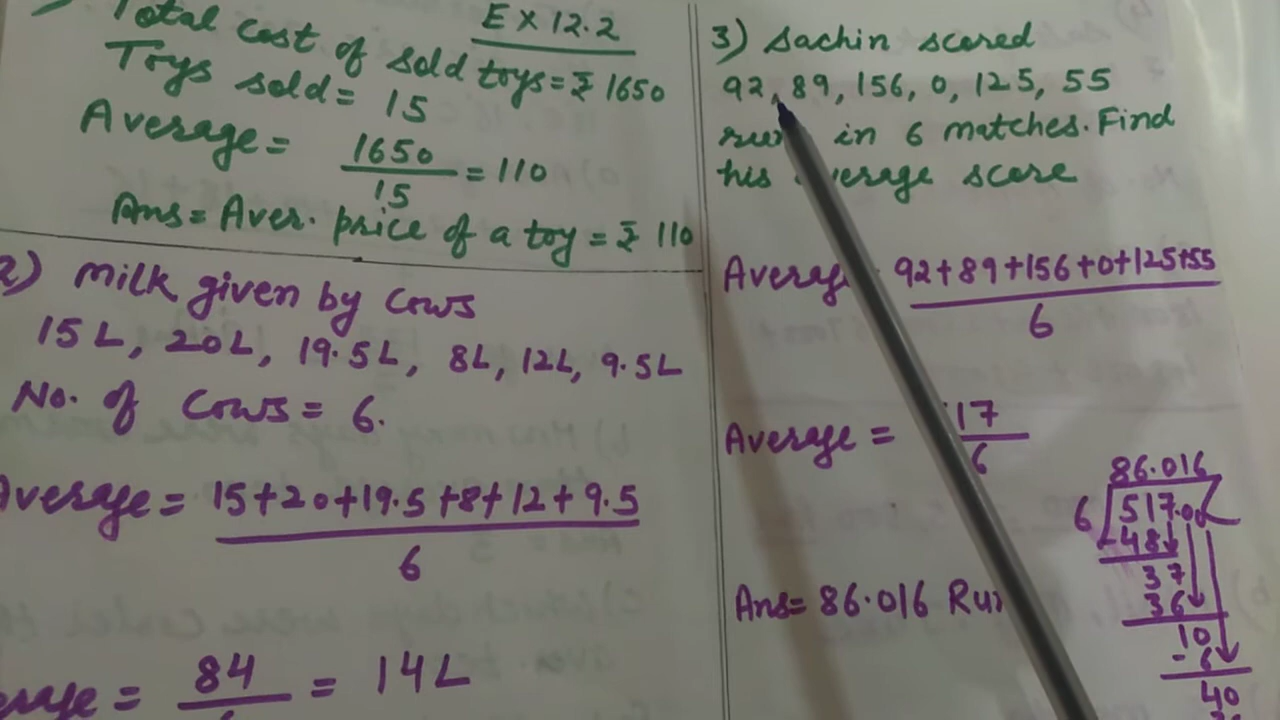 Ex 12.2
Total cost of sold toys = ₹ 1650
Toys sold = 15
Average = 1650
15
= 110
Ans = Aver. price of a toy = ₹ 110
2) Milk given by cows
15L, 20L, 19.5L, 8L, 12L, 9.5L
No. of Cows = 6.
Average = 15+20+19.5+8+12+9.5
6
84 = 14L
3) Sachin scored
92, 89, 156, 0, 125, 55
in 6 matches. Find
his score
92+89+156+0+125+55
6
Average = 17
6
86.016
6 517.00
-48
37
36
10
-6
40
Ans = 86.016